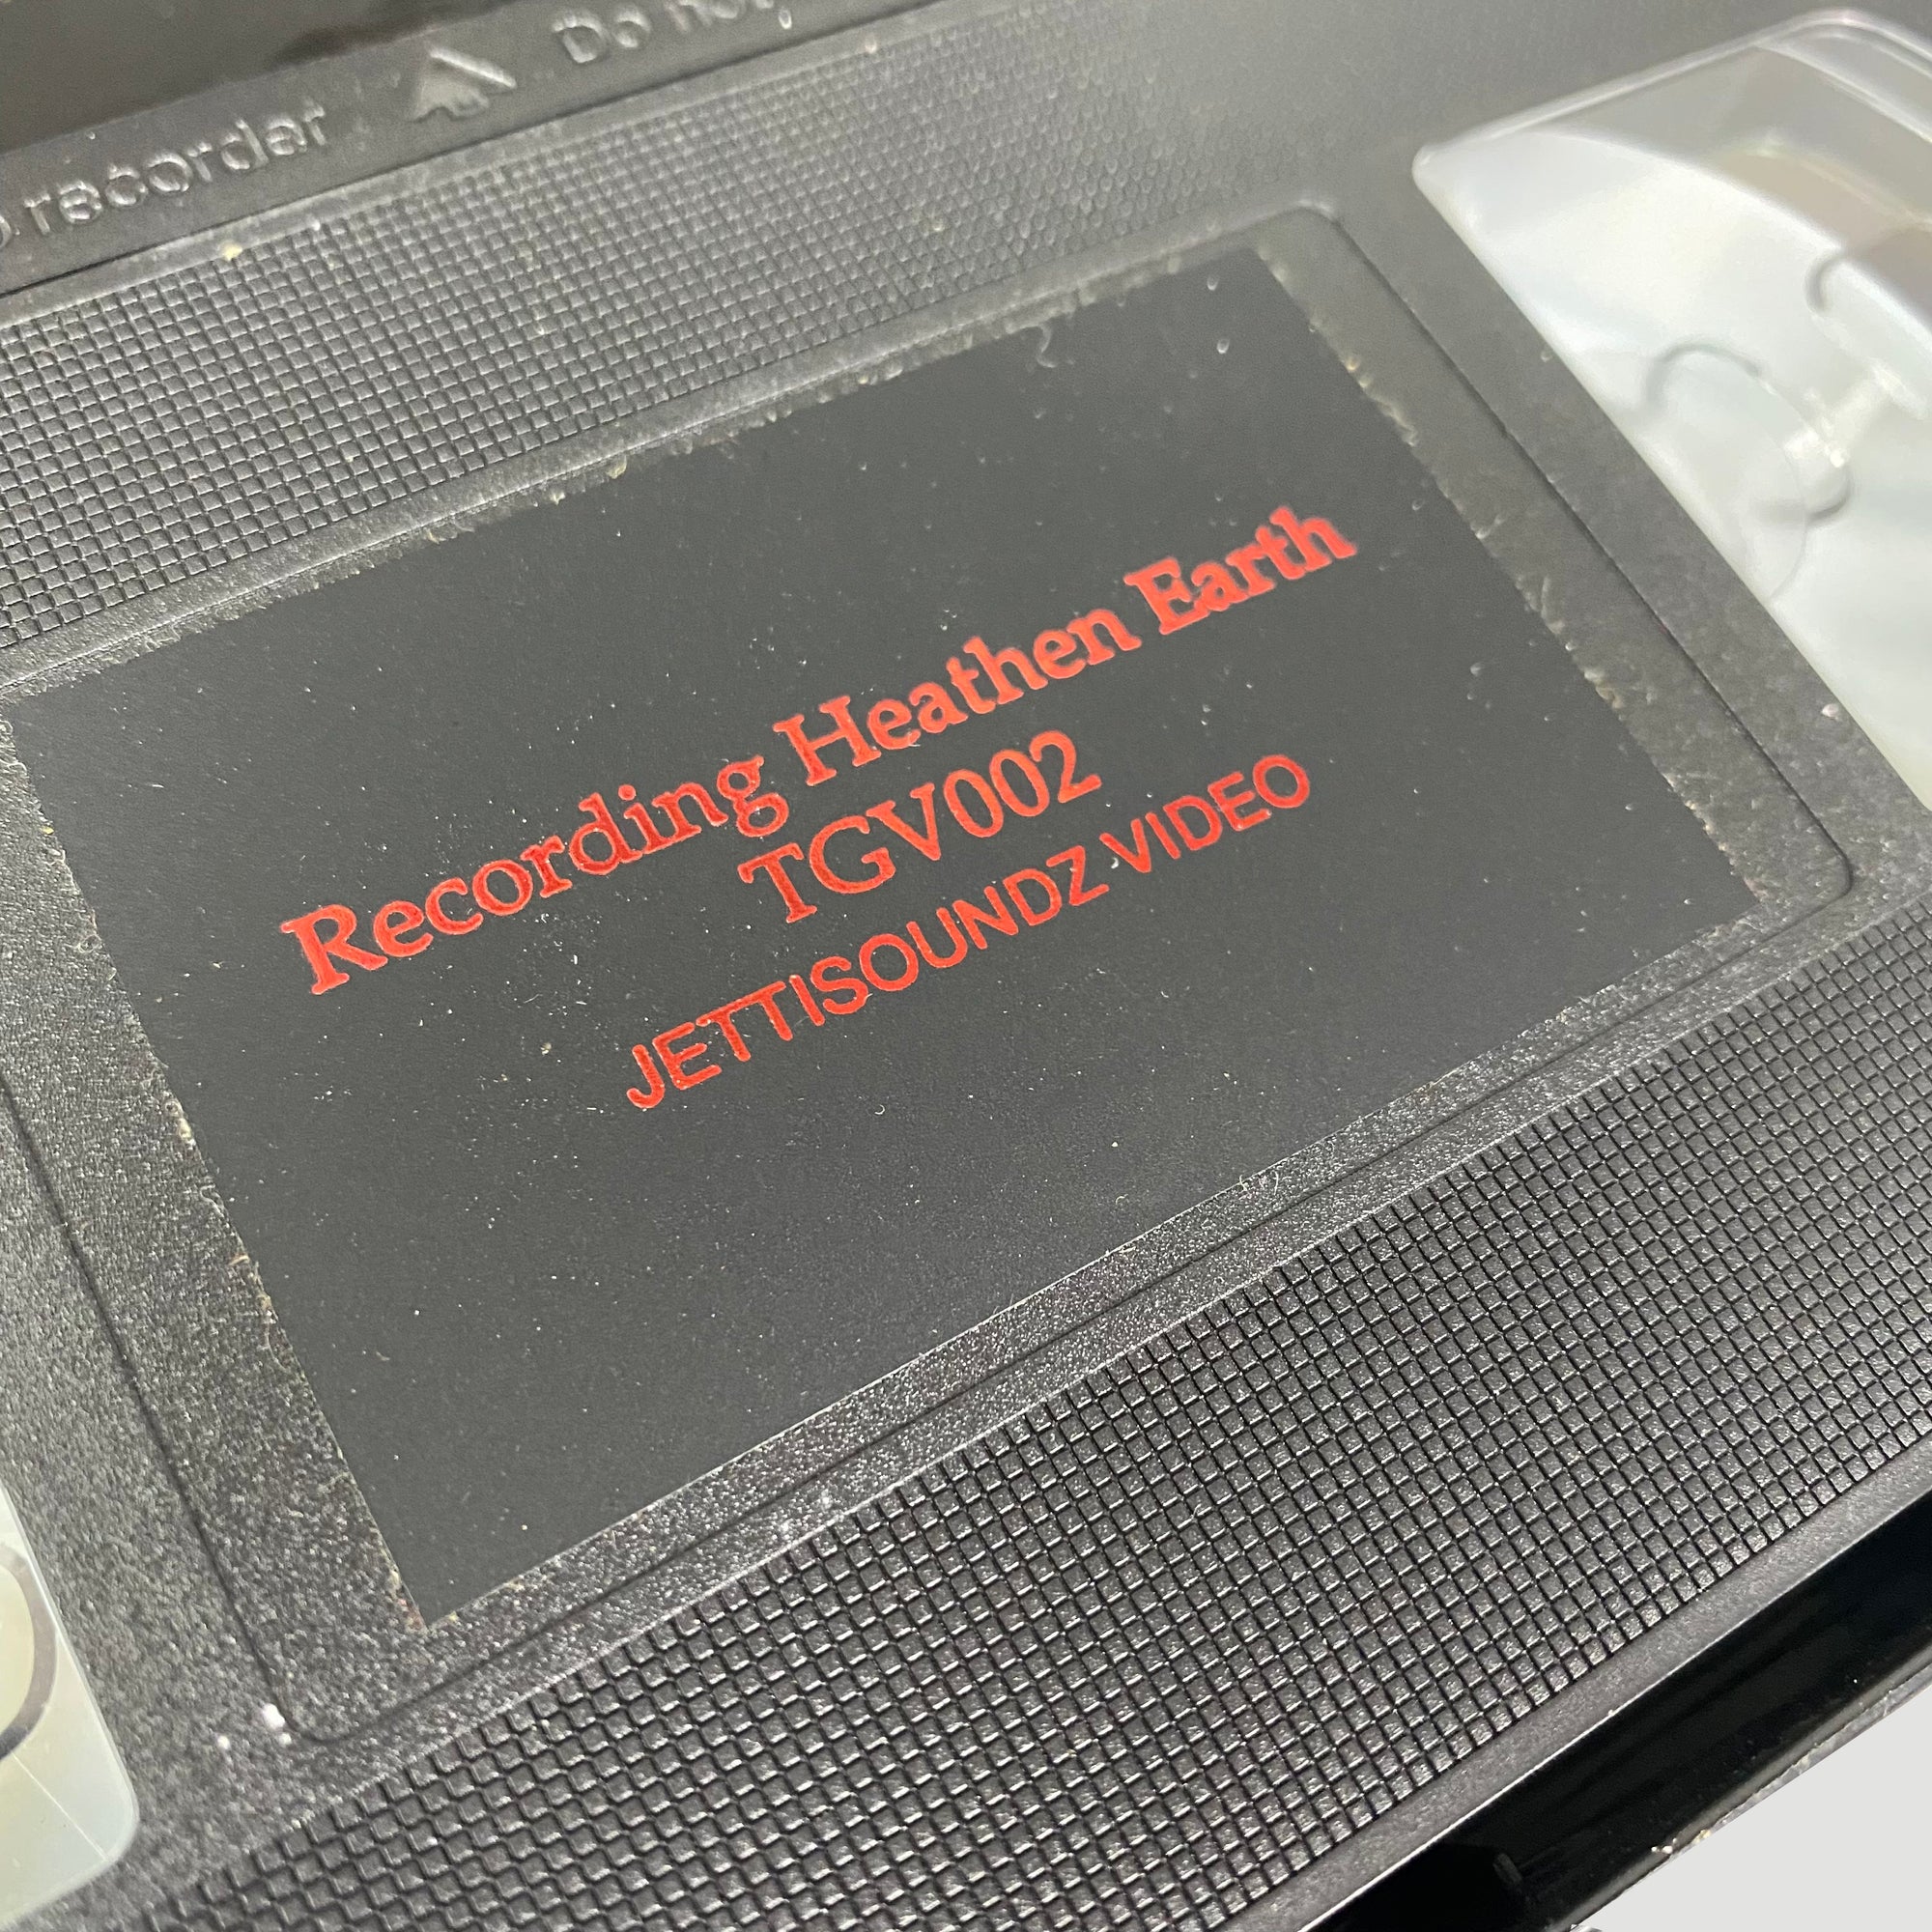 recorder Do not
Recording Heathen Earth
TGV002
JETTISOUNDZ VIDEO